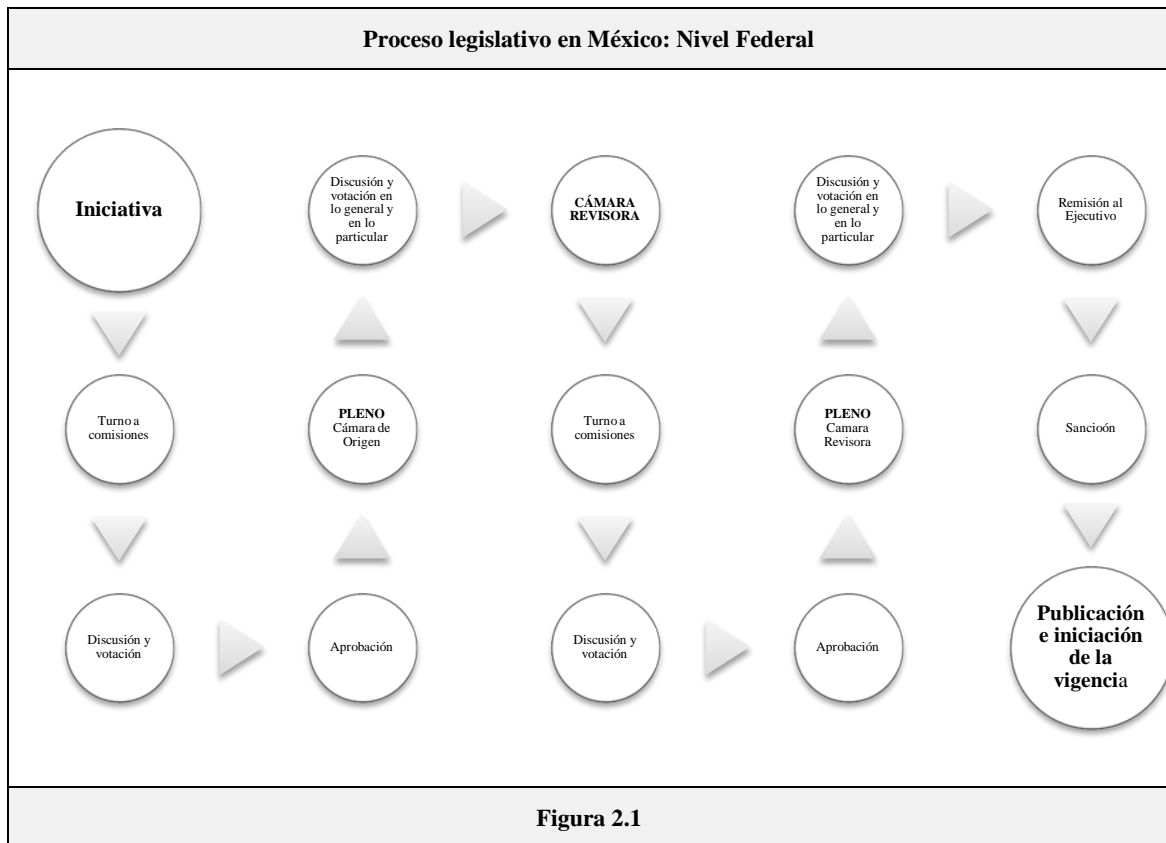 Proceso legislativo en México: Nivel Federal
Iniciativa
Turno a
comisiones
Discusión y
votación
Aprobación
PLENO
Cámara de
Origen
Discusión y
votación en
lo general y
en lo
particular
CÁMARA
REVISORA
Turno a
comisiones
Discusión y
votación
Aprobación
PLENO
Camara
Revisora
Discusión y
votación en
lo general y
en lo
particular
Remisión al
Ejecutivo
Sancioón
Publicación
e iniciación
de la
vigencia
Figura 2.1